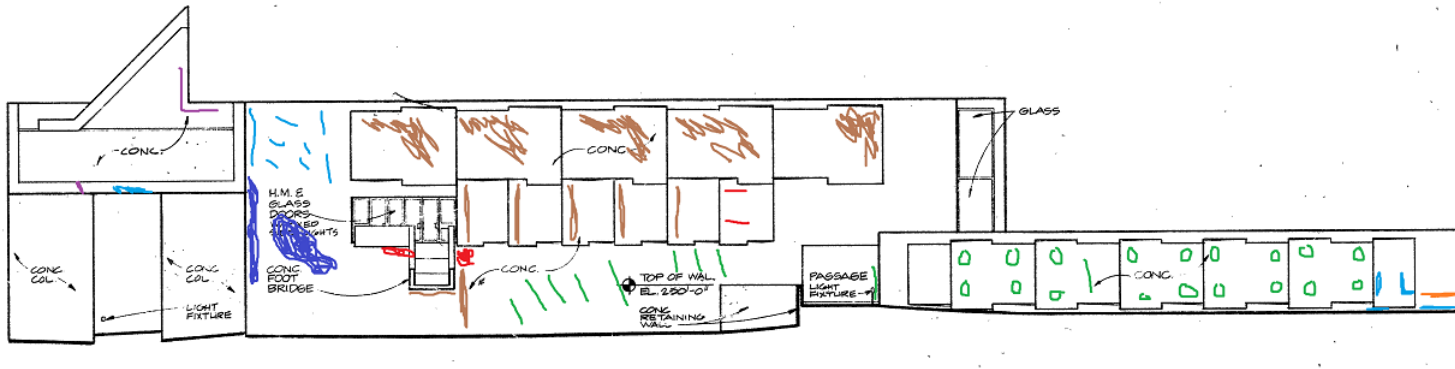 CONC.
GLASS
CONC.
H.M. &
GLASS
DOORS
CONC.
FOOT
BRIDGE
CONC
COL.
CONC
COL.
LIGHT
FIXTURE
CONC.
TOP OF WAL
EL. 250'-0"
CONC
RETAINING
WALL
PASSAGE
LIGHT
FIXTURE
CONC.